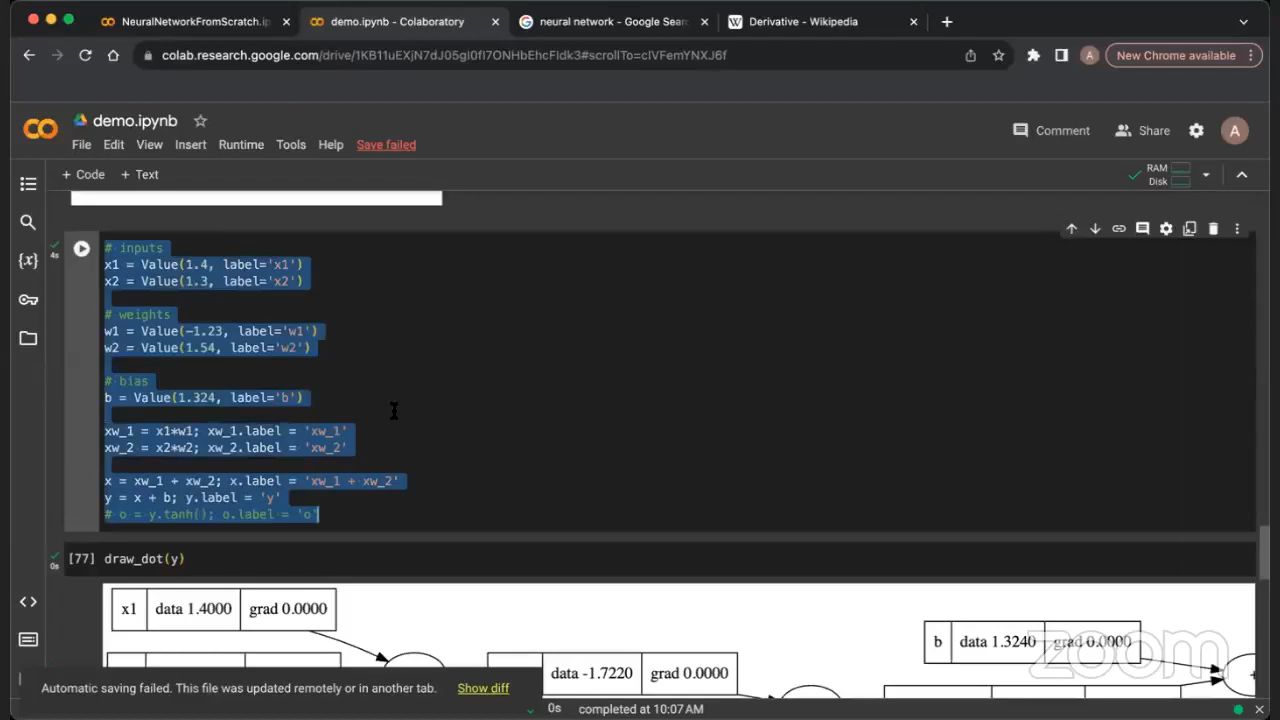 NeuralNetworkFromScratch.ip
demo.ipynb - Colaboratory
neural network - Google Sear
Derivative - Wikipedia
colab.research.google.com/drive/1KB11uEXjN7dJ05gI0fI7ONHbEhcFIdk3#scrollTo=cIVFemYNXJ6f
A
New Chrome available
demo.ipynb
Comment
Share
A
File Edit View Insert Runtime Tools Help Save failed
+ Code + Text
RAM
Disk
4s
# inputs
x1 = Value(1.4, label='x1')
x2 = Value(1.3, label='x2')
# weights
w1 = Value(-1.23, label='w1')
w2 = Value(1.54, label='w2')
# bias
b = Value(1.324, label='b')
xw_1 = x1*w1; xw_1.label = 'xw_1'
xw_2 = x2*w2; xw_2.label = 'xw_2'
x = xw_1 + xw_2; x.label = 'xw_1 + xw_2'
y = x + b; y.label = 'y'
# o = y.tanh(); o.label = 'o'
0s
[77] draw_dot(y)
x1 data 1.4000 grad 0.0000
b data 1.3240 grad 0.0000
data -1.7220 grad 0.0000
+
zoom
Automatic saving failed. This file was updated remotely or in another tab. Show diff
0s completed at 10:07 AM